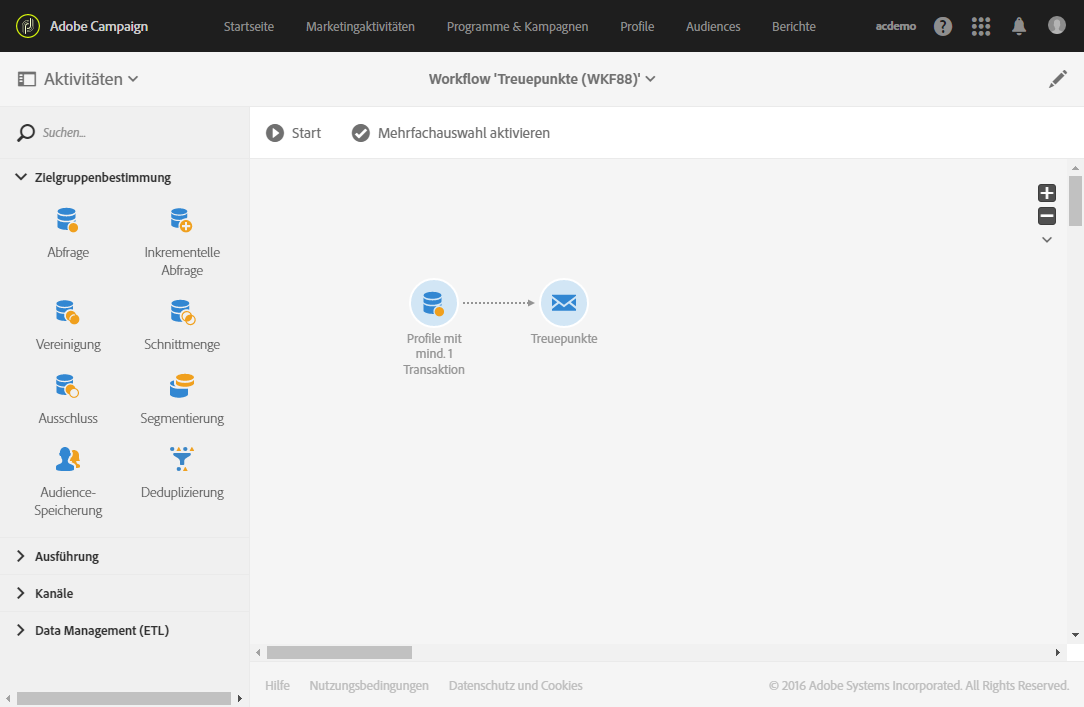 Adobe Campaign
Startseite
Marketingaktivitäten
Programme & Kampagnen
Profile
Audiences
Berichte
acdemo
?
Aktivitäten
Workflow 'Treuepunkte (WKF88)'
Suchen...
Start
Mehrfachauswahl aktivieren
Zielgruppenbestimmung
Abfrage
Inkrementelle
Abfrage
Vereinigung
Schnittmenge
Ausschluss
Segmentierung
Audience-
Speicherung
Deduplizierung
Ausführung
Kanäle
Data Management (ETL)
Profile mit
mind. 1
Transaktion
Treuepunkte
Hilfe
Nutzungsbedingungen
Datenschutz und Cookies
© 2016 Adobe Systems Incorporated. All Rights Reserved.